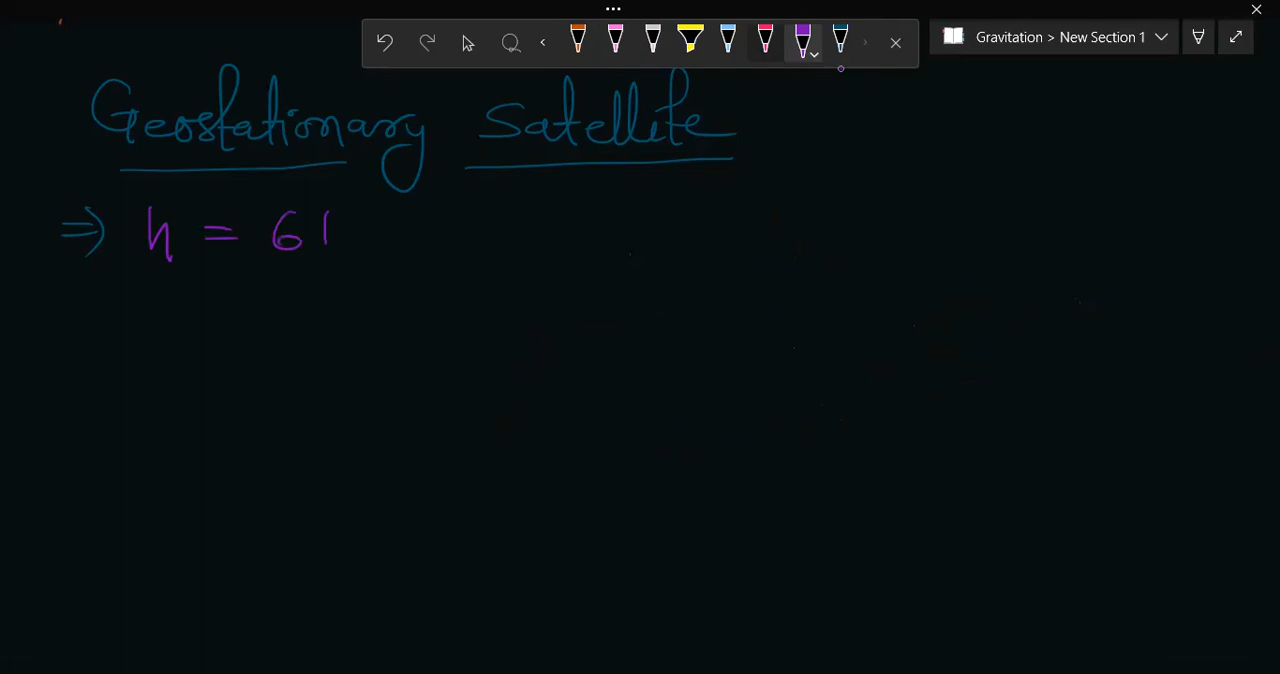 Gravitation > New Section 1
Geostationary Satellite
⇒ h = 61